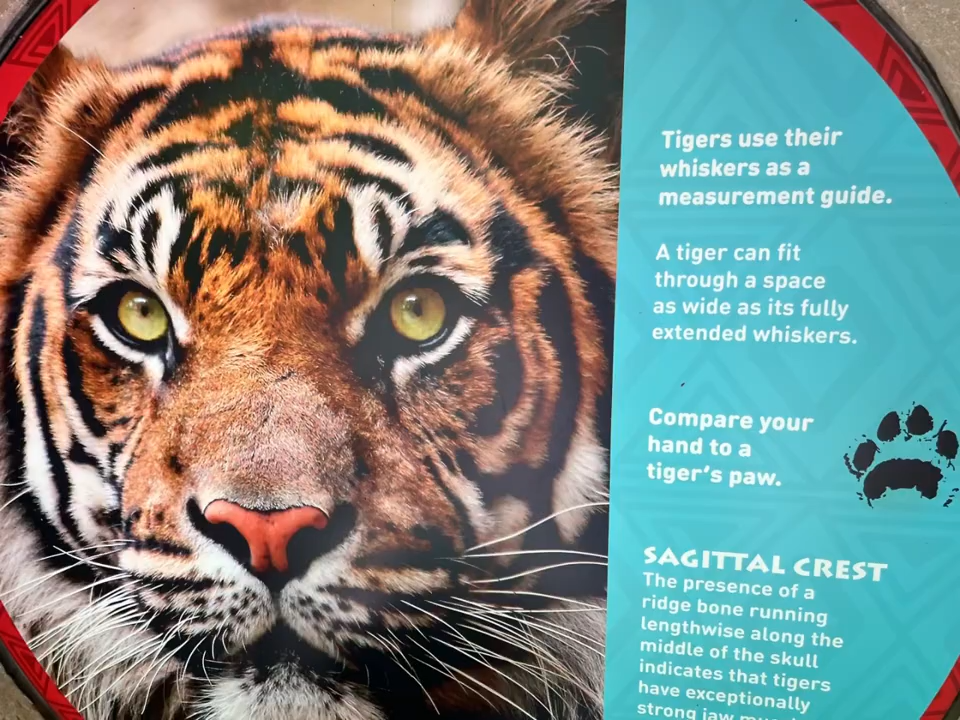 Tigers use their
whiskers as a
measurement guide.
A tiger can fit
through a space
as wide as its fully
extended whiskers.
Compare your
hand to a
tiger's paw.
SAGITTAL CREST
The presence of a
ridge bone running
lengthwise along the
middle of the skull
indicates that tigers
have exceptionally
strong jaw